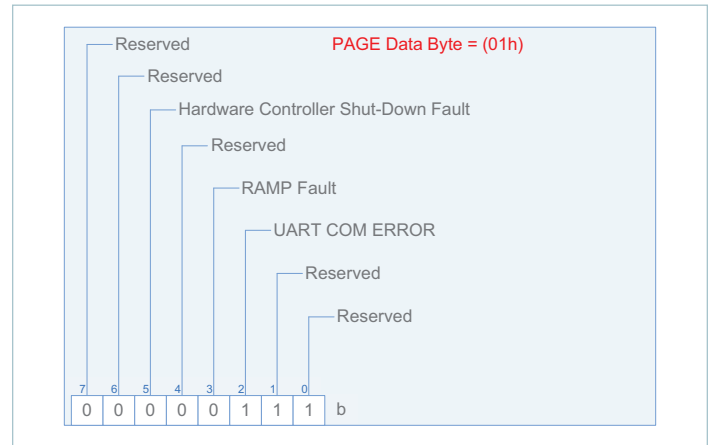 Reserved PAGE Data Byte = (01h)
Reserved
Hardware Controller Shut-Down Fault
Reserved
RAMP Fault
UART COM ERROR
Reserved
Reserved
7 6 5 4 3 2 1 0
0 0 0 0 0 1 1 1 b